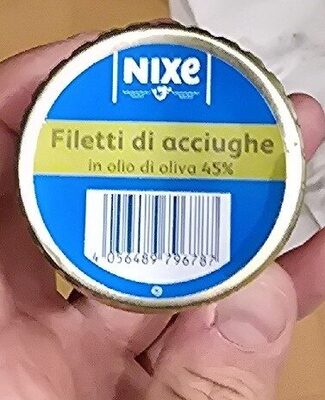 NIXe
Filetti di acciughe
in olio di oliva 45%
4 056489 796787